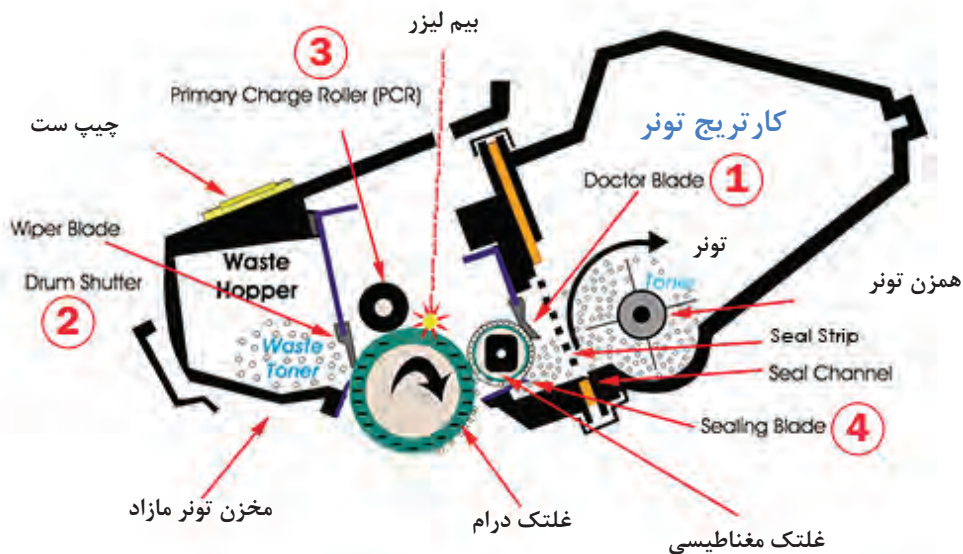 بیم لیزر
3
Primary Charge Roller (PCR)
چیپ ست
کارتریج تونر
Doctor Blade 1
Wiper Blade
تونر
Waste Hopper
Toner
همزن تونر
Drum Shutter
2
Waste Toner
Seal Strip
Seal Channel
Sealing Blade 4
مخزن تونر مازاد
غلتک درام
غلتک مغناطیسی